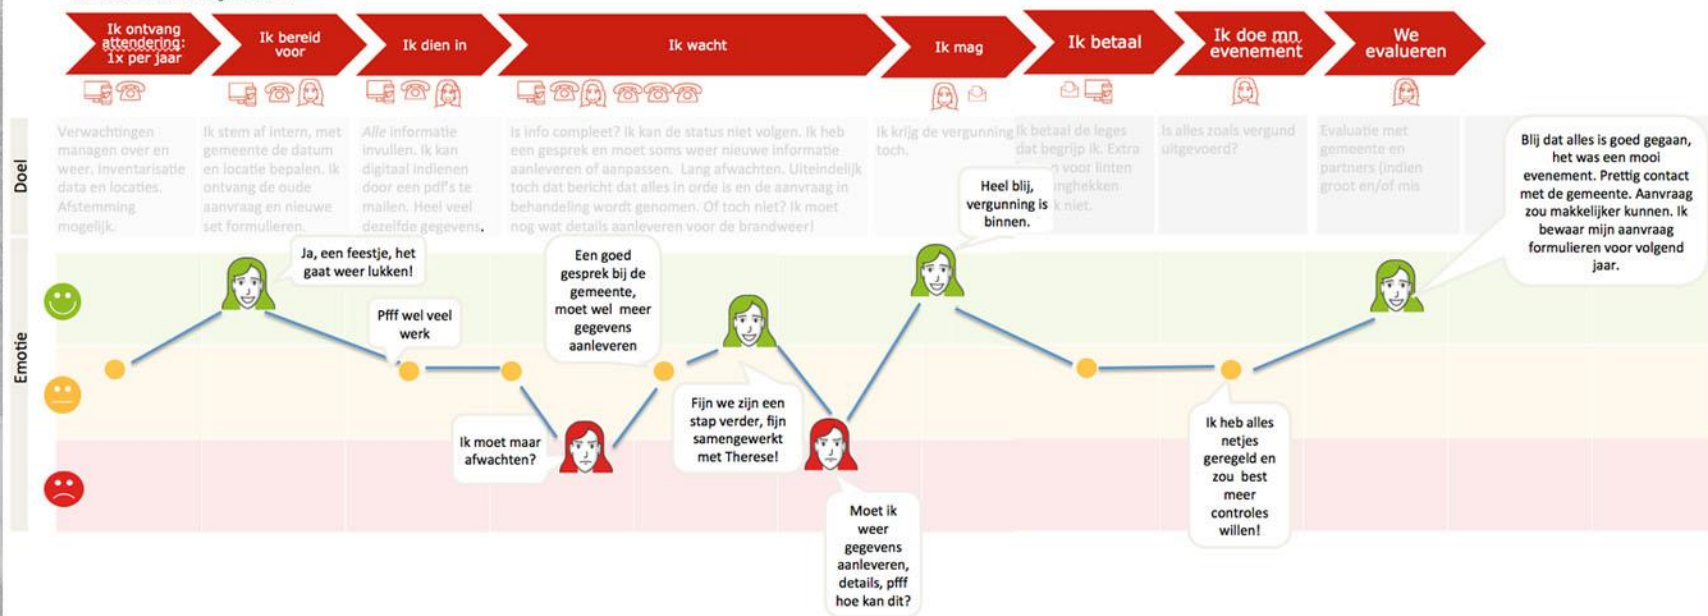 Ik ontvang
attendering:
1x per jaar
Ik bereid
voor
Ik dien in
Ik wacht
Ik mag
Ik betaal
Ik doe mn
evenement
We
evalueren
Doel
Verwachtingen
managen over en
weer, inventarisatie
data en locaties.
Afstemming
mogelijk.
Ik stem af intern, met
gemeente de datum
en locatie bepalen. Ik
ontvang de oude
aanvraag en nieuwe
set formulieren.
Alle informatie
invullen. Ik kan
digitaal indienen
door een pdf's te
mailen. Heel veel
dezelfde gegevens.
Is info compleet? Ik kan de status niet volgen. Ik heb
een gesprek en moet soms weer nieuwe informatie
aanleveren of aanpassen. Lang afwachten. Uiteindelijk
toch dat bericht dat alles in orde is en de aanvraag in
behandeling wordt genomen. Of toch niet? Ik moet
nog wat details aanleveren voor de brandweer!
Ik krijg de vergunning
toch.
Ik betaal de leges
dat begrijp ik. Extra
voor linten
niet.
Is alles zoals vergund
uitgevoerd?
Evaluatie met
gemeente en
partners (indien
groot en/of mis
Blij dat alles is goed gegaan,
het was een mooi
evenement. Prettig contact
met de gemeente. Aanvraag
zou makkelijker kunnen. Ik
bewaar mijn aanvraag
formulieren voor volgend
jaar.
Heel blij,
vergunning is
binnen.
Emotie
Ja, een feestje, het
gaat weer lukken!
Pfff wel veel
werk
Een goed
gesprek bij de
gemeente,
moet wel meer
gegevens
aanleveren
Ik moet maar
afwachten?
Fijn we zijn een
stap verder, fijn
samengewerkt
met Therese!
Moet ik
weer
gegevens
aanleveren,
details, pfff
hoe kan dit?
Ik heb alles
netjes
geregeld en
zou best
meer
controles
willen!